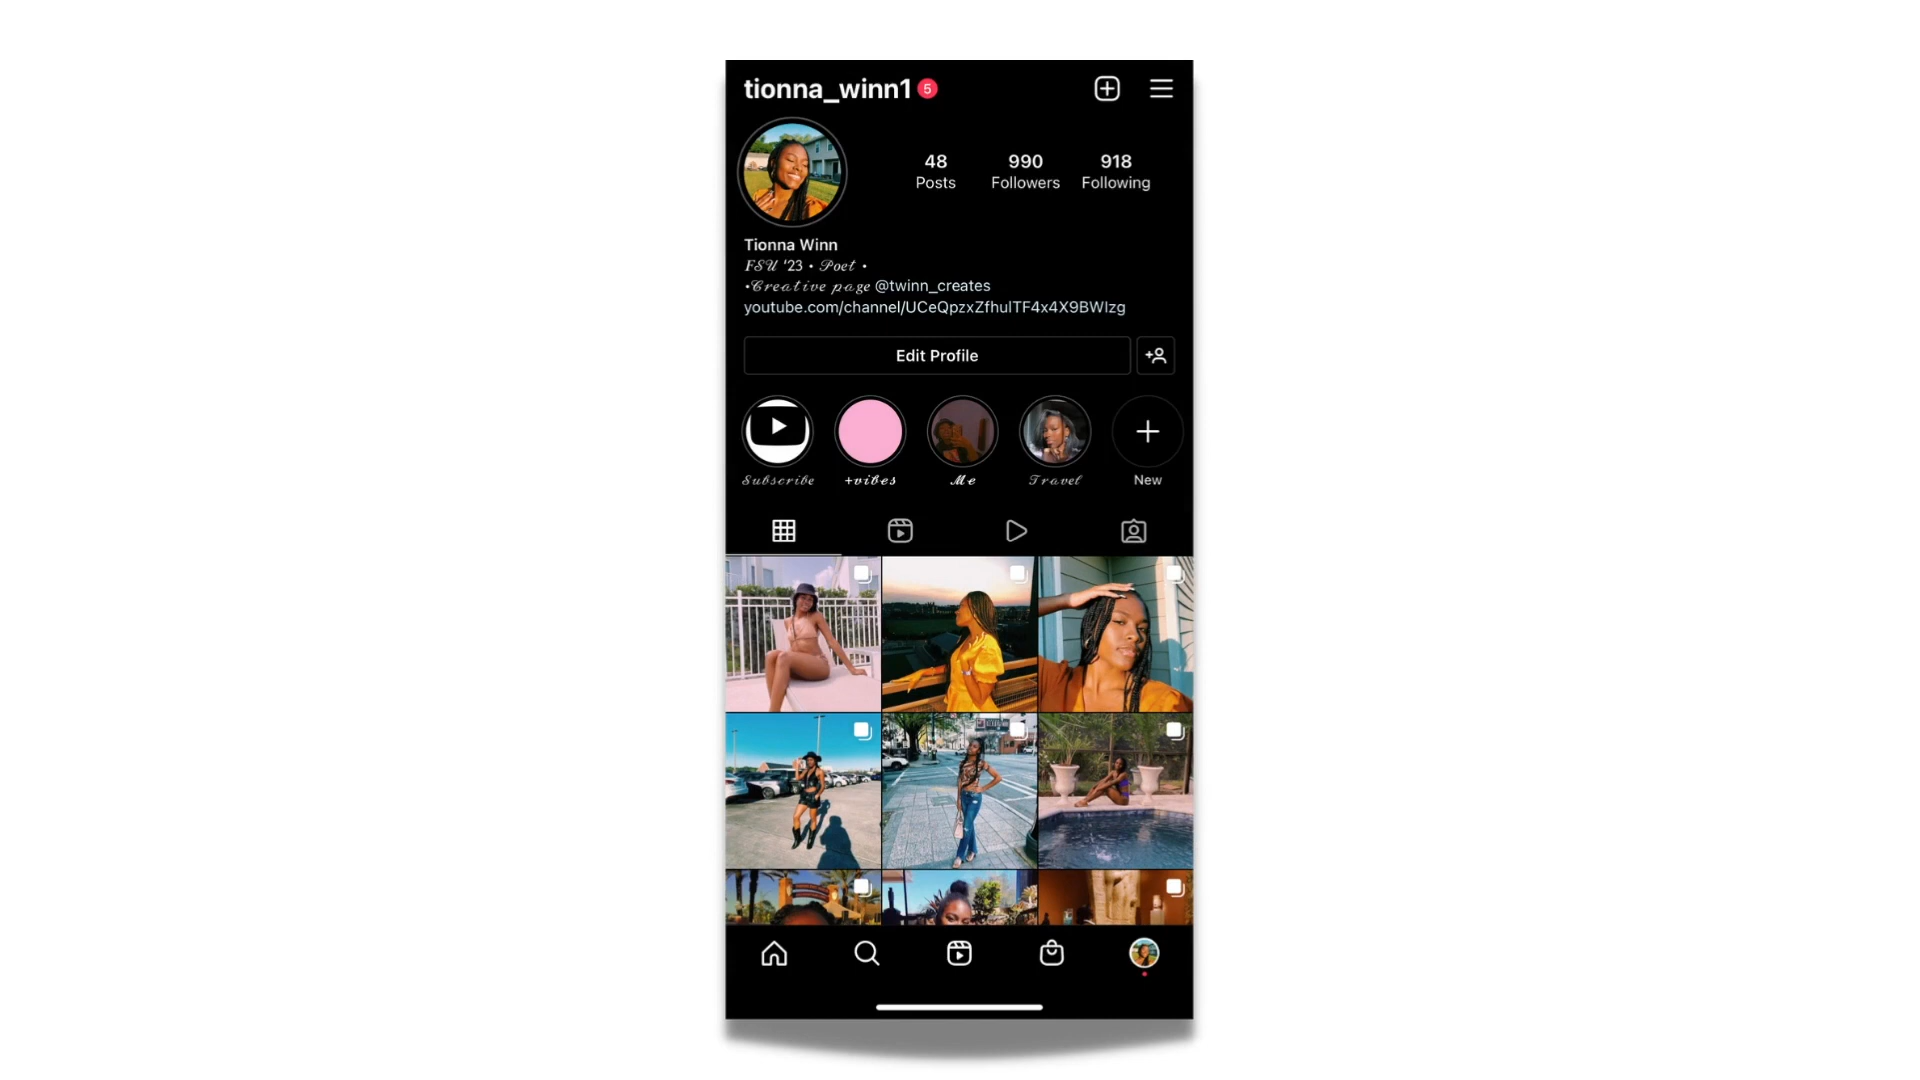 tionna_winn1 5
48 990 918
Posts Followers Following
Tionna Winn
𝐹𝒮𝒰 '23 • 𝒫𝑜𝑒𝓉 •
•𝒞𝓇𝑒𝒶𝓉𝒾𝓋𝑒 𝓅𝒶𝑔𝑒 @twinn_creates
youtube.com/channel/UCeQpzxZfhulTF4x4X9BWlzg
Edit Profile
𝒮𝓊𝒷𝓈𝒸𝓇𝒾𝒷𝑒 +𝓿𝓲𝓫𝓮𝓼 𝓜𝓮 𝒯𝓇𝒶𝓋𝑒𝓁 New